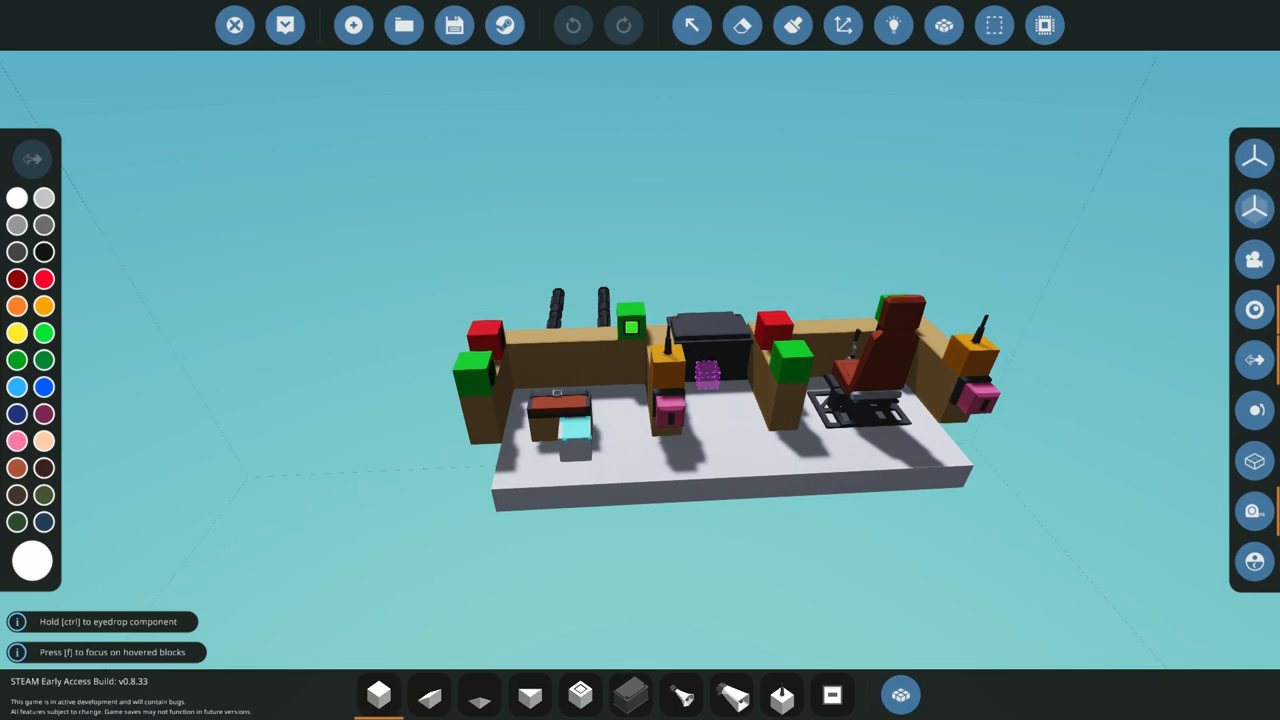 Hold [ctrl] to eyedrop component
Press [f] to focus on hovered blocks
STEAM Early Access Build: v0.8.33
This game is in active development and will contain bugs.
All features subject to change. Game saves may not function in future versions.